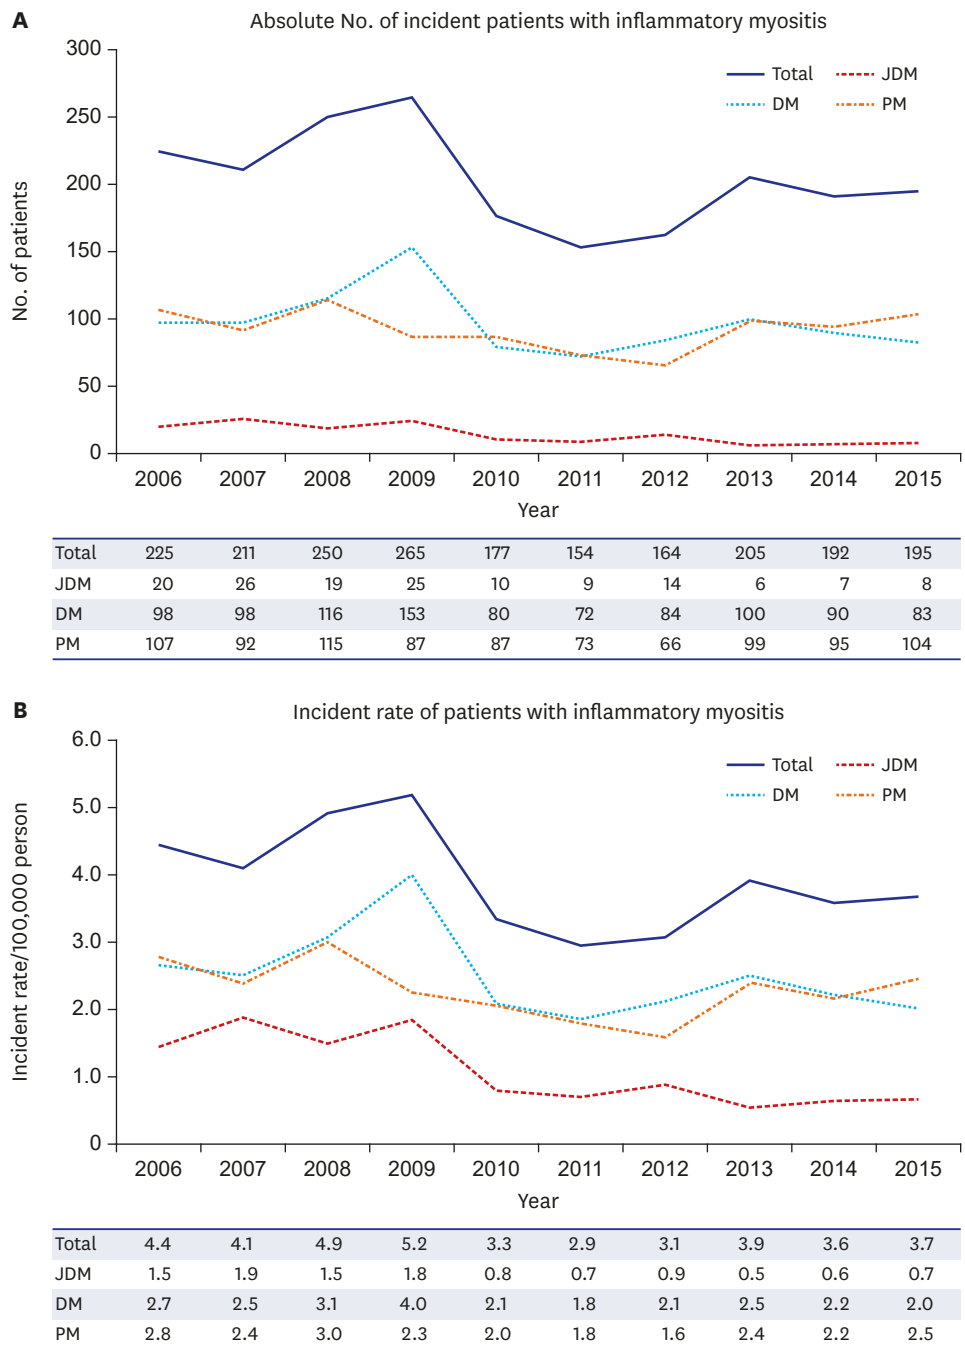 A Absolute No. of incident patients with inflammatory myositis
300
250
200
150
100
50
0
No. of patients
Total JDM
DM PM
2006 2007 2008 2009 2010 2011 2012 2013 2014 2015
Year
Total 225 211 250 265 177 154 164 205 192 195
JDM 20 26 19 25 10 9 14 6 7 8
DM 98 98 116 153 80 72 84 100 90 83
PM 107 92 115 87 87 73 66 99 95 104
B Incident rate of patients with inflammatory myositis
6.0
5.0
4.0
3.0
2.0
1.0
0
Incident rate/100,000 person
Total JDM
DM PM
2006 2007 2008 2009 2010 2011 2012 2013 2014 2015
Year
Total 4.4 4.1 4.9 5.2 3.3 2.9 3.1 3.9 3.6 3.7
JDM 1.5 1.9 1.5 1.8 0.8 0.7 0.9 0.5 0.6 0.7
DM 2.7 2.5 3.1 4.0 2.1 1.8 2.1 2.5 2.2 2.0
PM 2.8 2.4 3.0 2.3 2.0 1.8 1.6 2.4 2.2 2.5